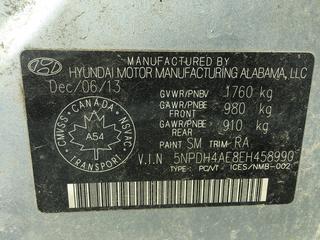 MANUFACTURED BY
HYUNDAI MOTOR MANUFACTURING ALABAMA, LLC
Dec/06/13
GVWR/PNBV 1760 kg
GAWR/PNBE FRONT 980 kg
GAWR/PNBE REAR 910 kg
PAINT SM TRIM RA
V.I.N 5NPDH4AE8EH458990
TYPE: PC/VT ICES/NMB-002
CANADA
CMVSS NSVAC
A54
TRANSPORT